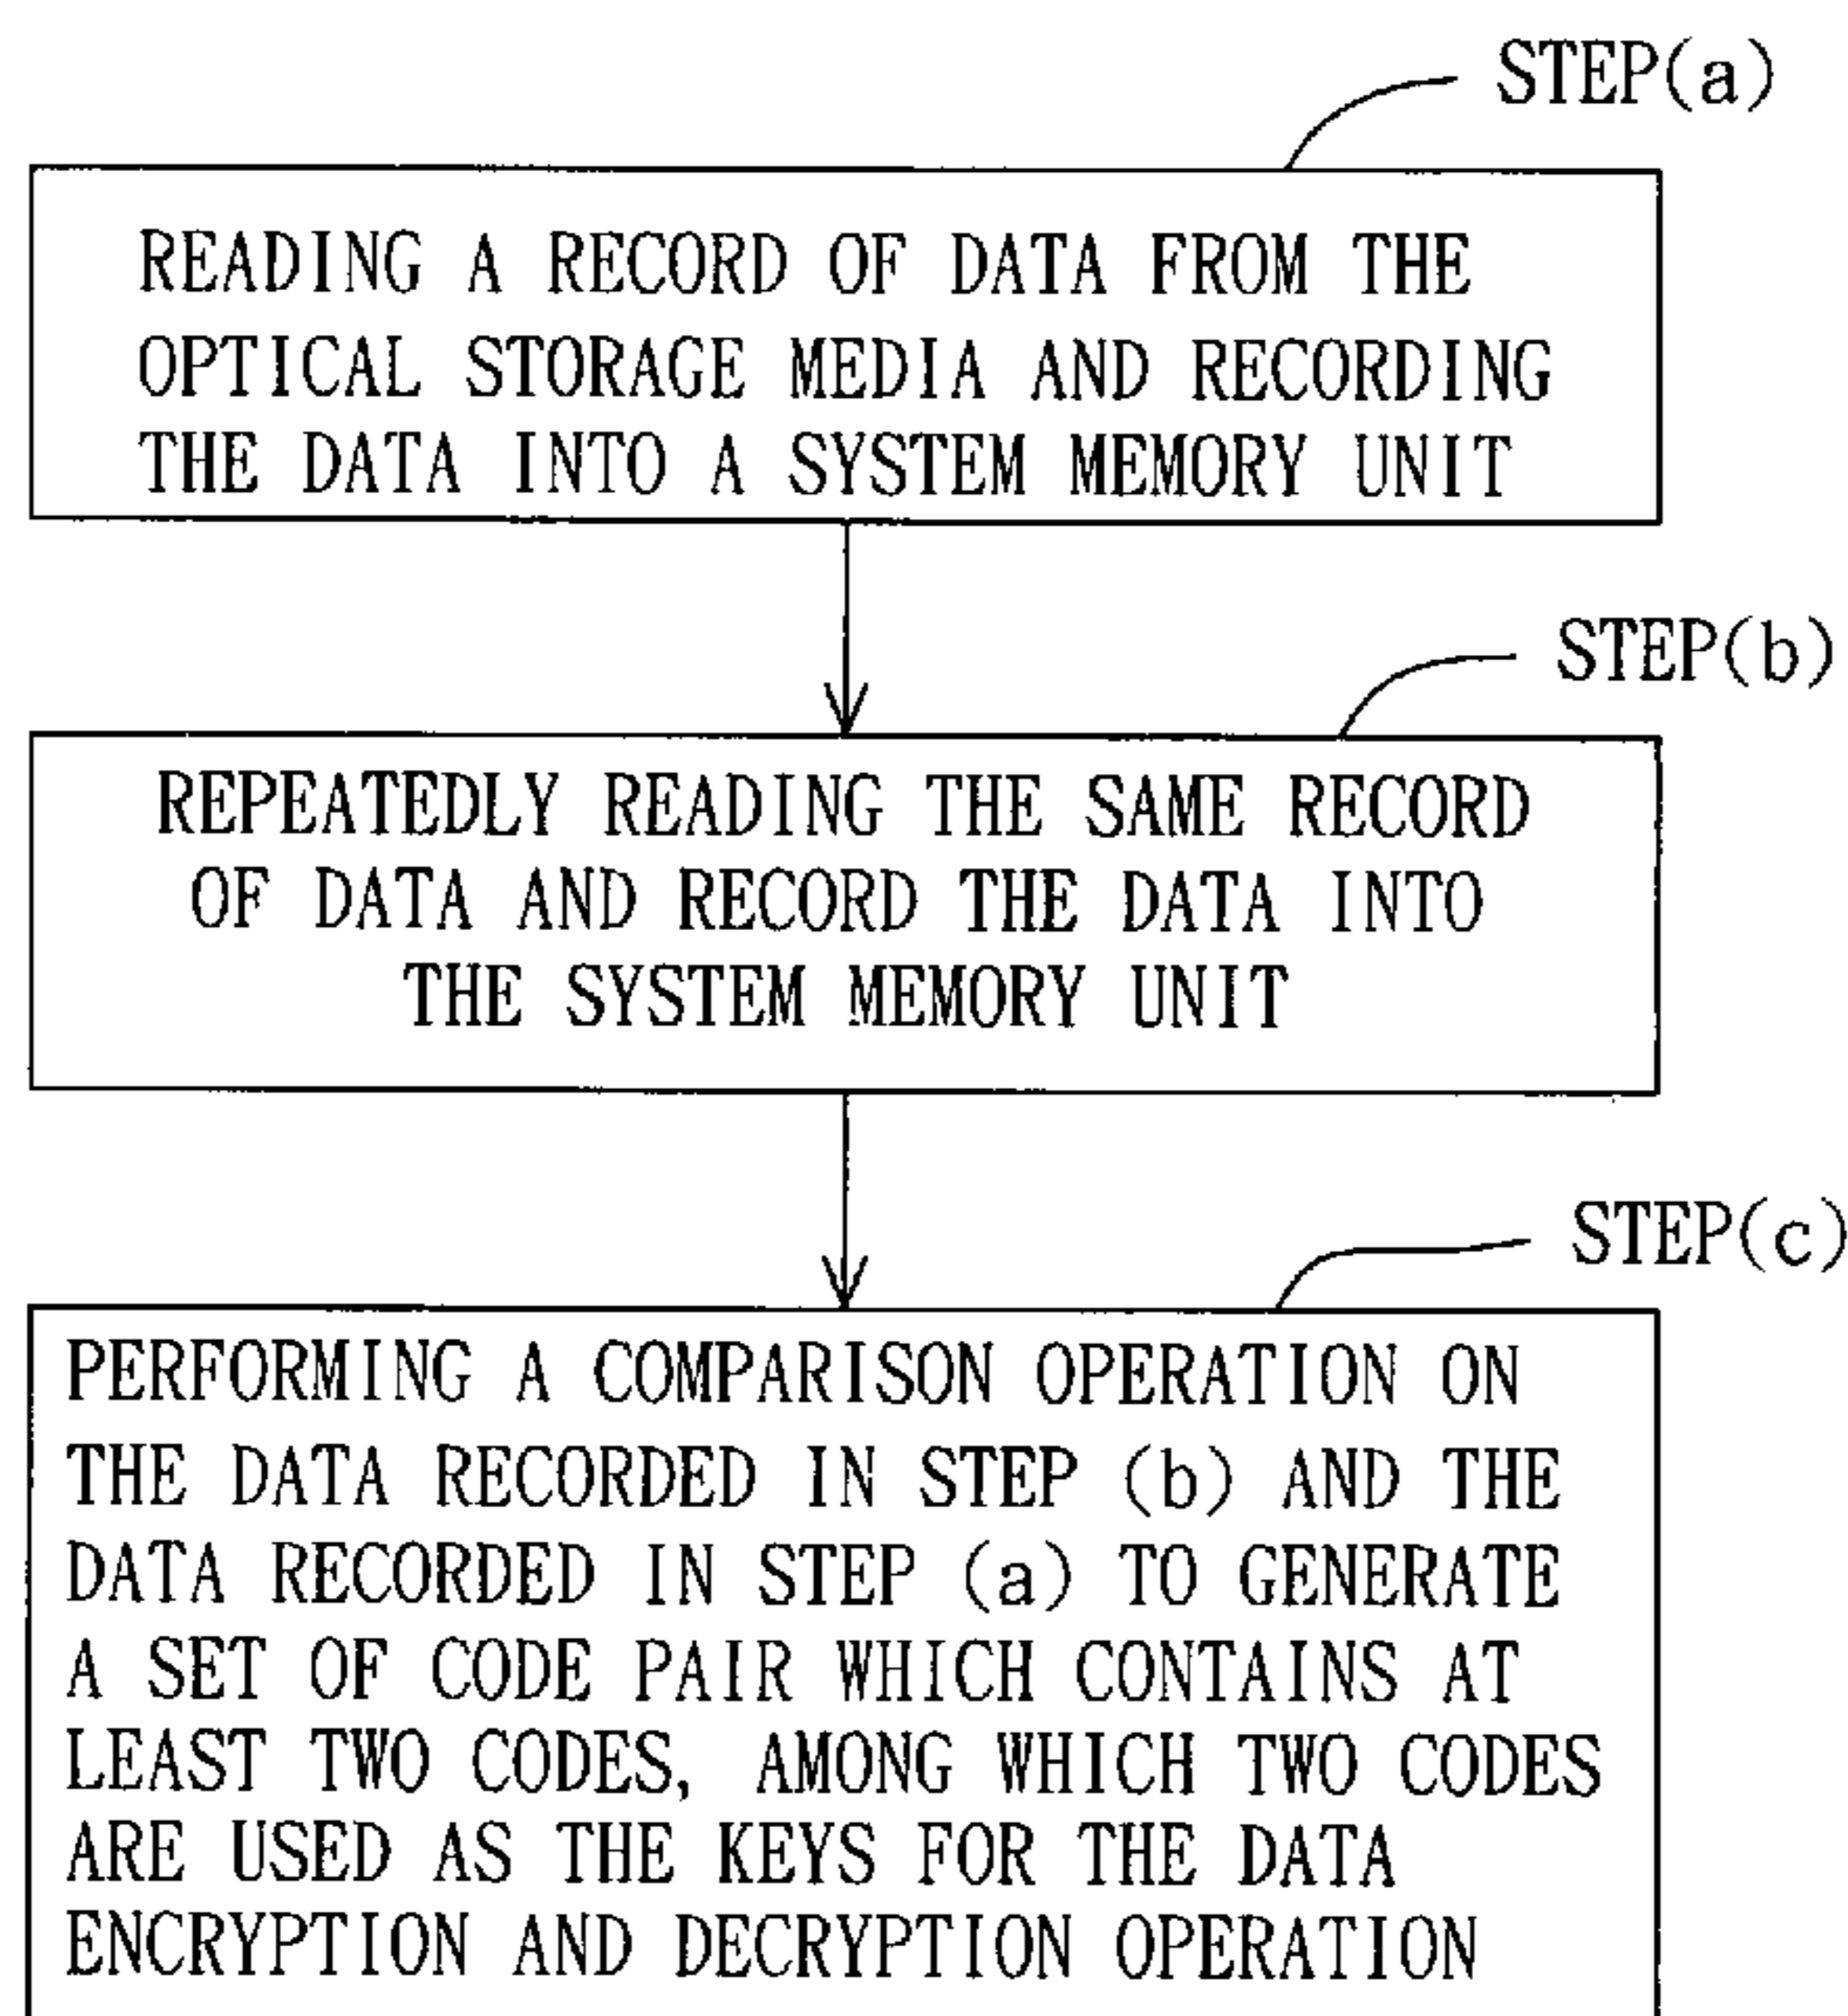 STEP(a)
READING A RECORD OF DATA FROM THE
OPTICAL STORAGE MEDIA AND RECORDING
THE DATA INTO A SYSTEM MEMORY UNIT
STEP(b)
REPEATEDLY READING THE SAME RECORD
OF DATA AND RECORD THE DATA INTO
THE SYSTEM MEMORY UNIT
STEP(c)
PERFORMING A COMPARISON OPERATION ON
THE DATA RECORDED IN STEP (b) AND THE
DATA RECORDED IN STEP (a) TO GENERATE
A SET OF CODE PAIR WHICH CONTAINS AT
LEAST TWO CODES, AMONG WHICH TWO CODES
ARE USED AS THE KEYS FOR THE DATA
ENCRYPTION AND DECRYPTION OPERATION